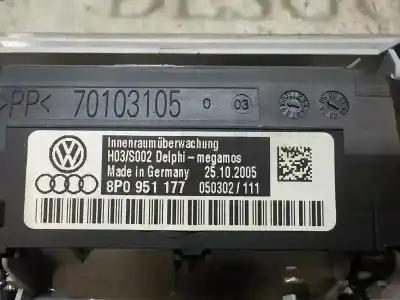 >PP< 70103105 0 03
Innenraumüberwachung
H03/S002 Delphi-megamos
Made in Germany 25.10.2005
8P0 951 177 050302/111